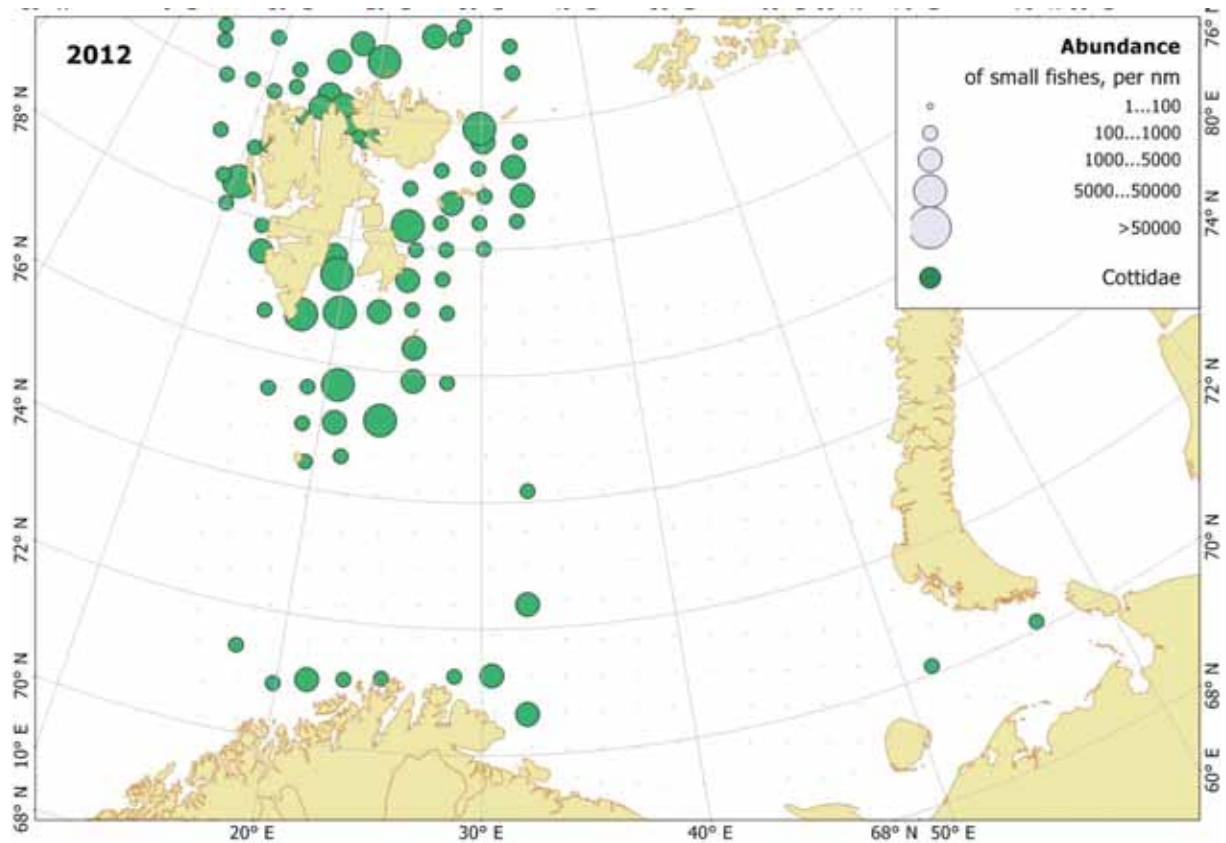 2012
Abundance
of small fishes, per nm
1...100
100...1000
1000...5000
5000...50000
>50000
Cottidae
78° N
76° N
74° N
72° N
70° N
10° E
68° N
76° N
80° E
74° N
72° N
70° N
68° N
60° E
20° E 30° E 40° E 68° N 50° E